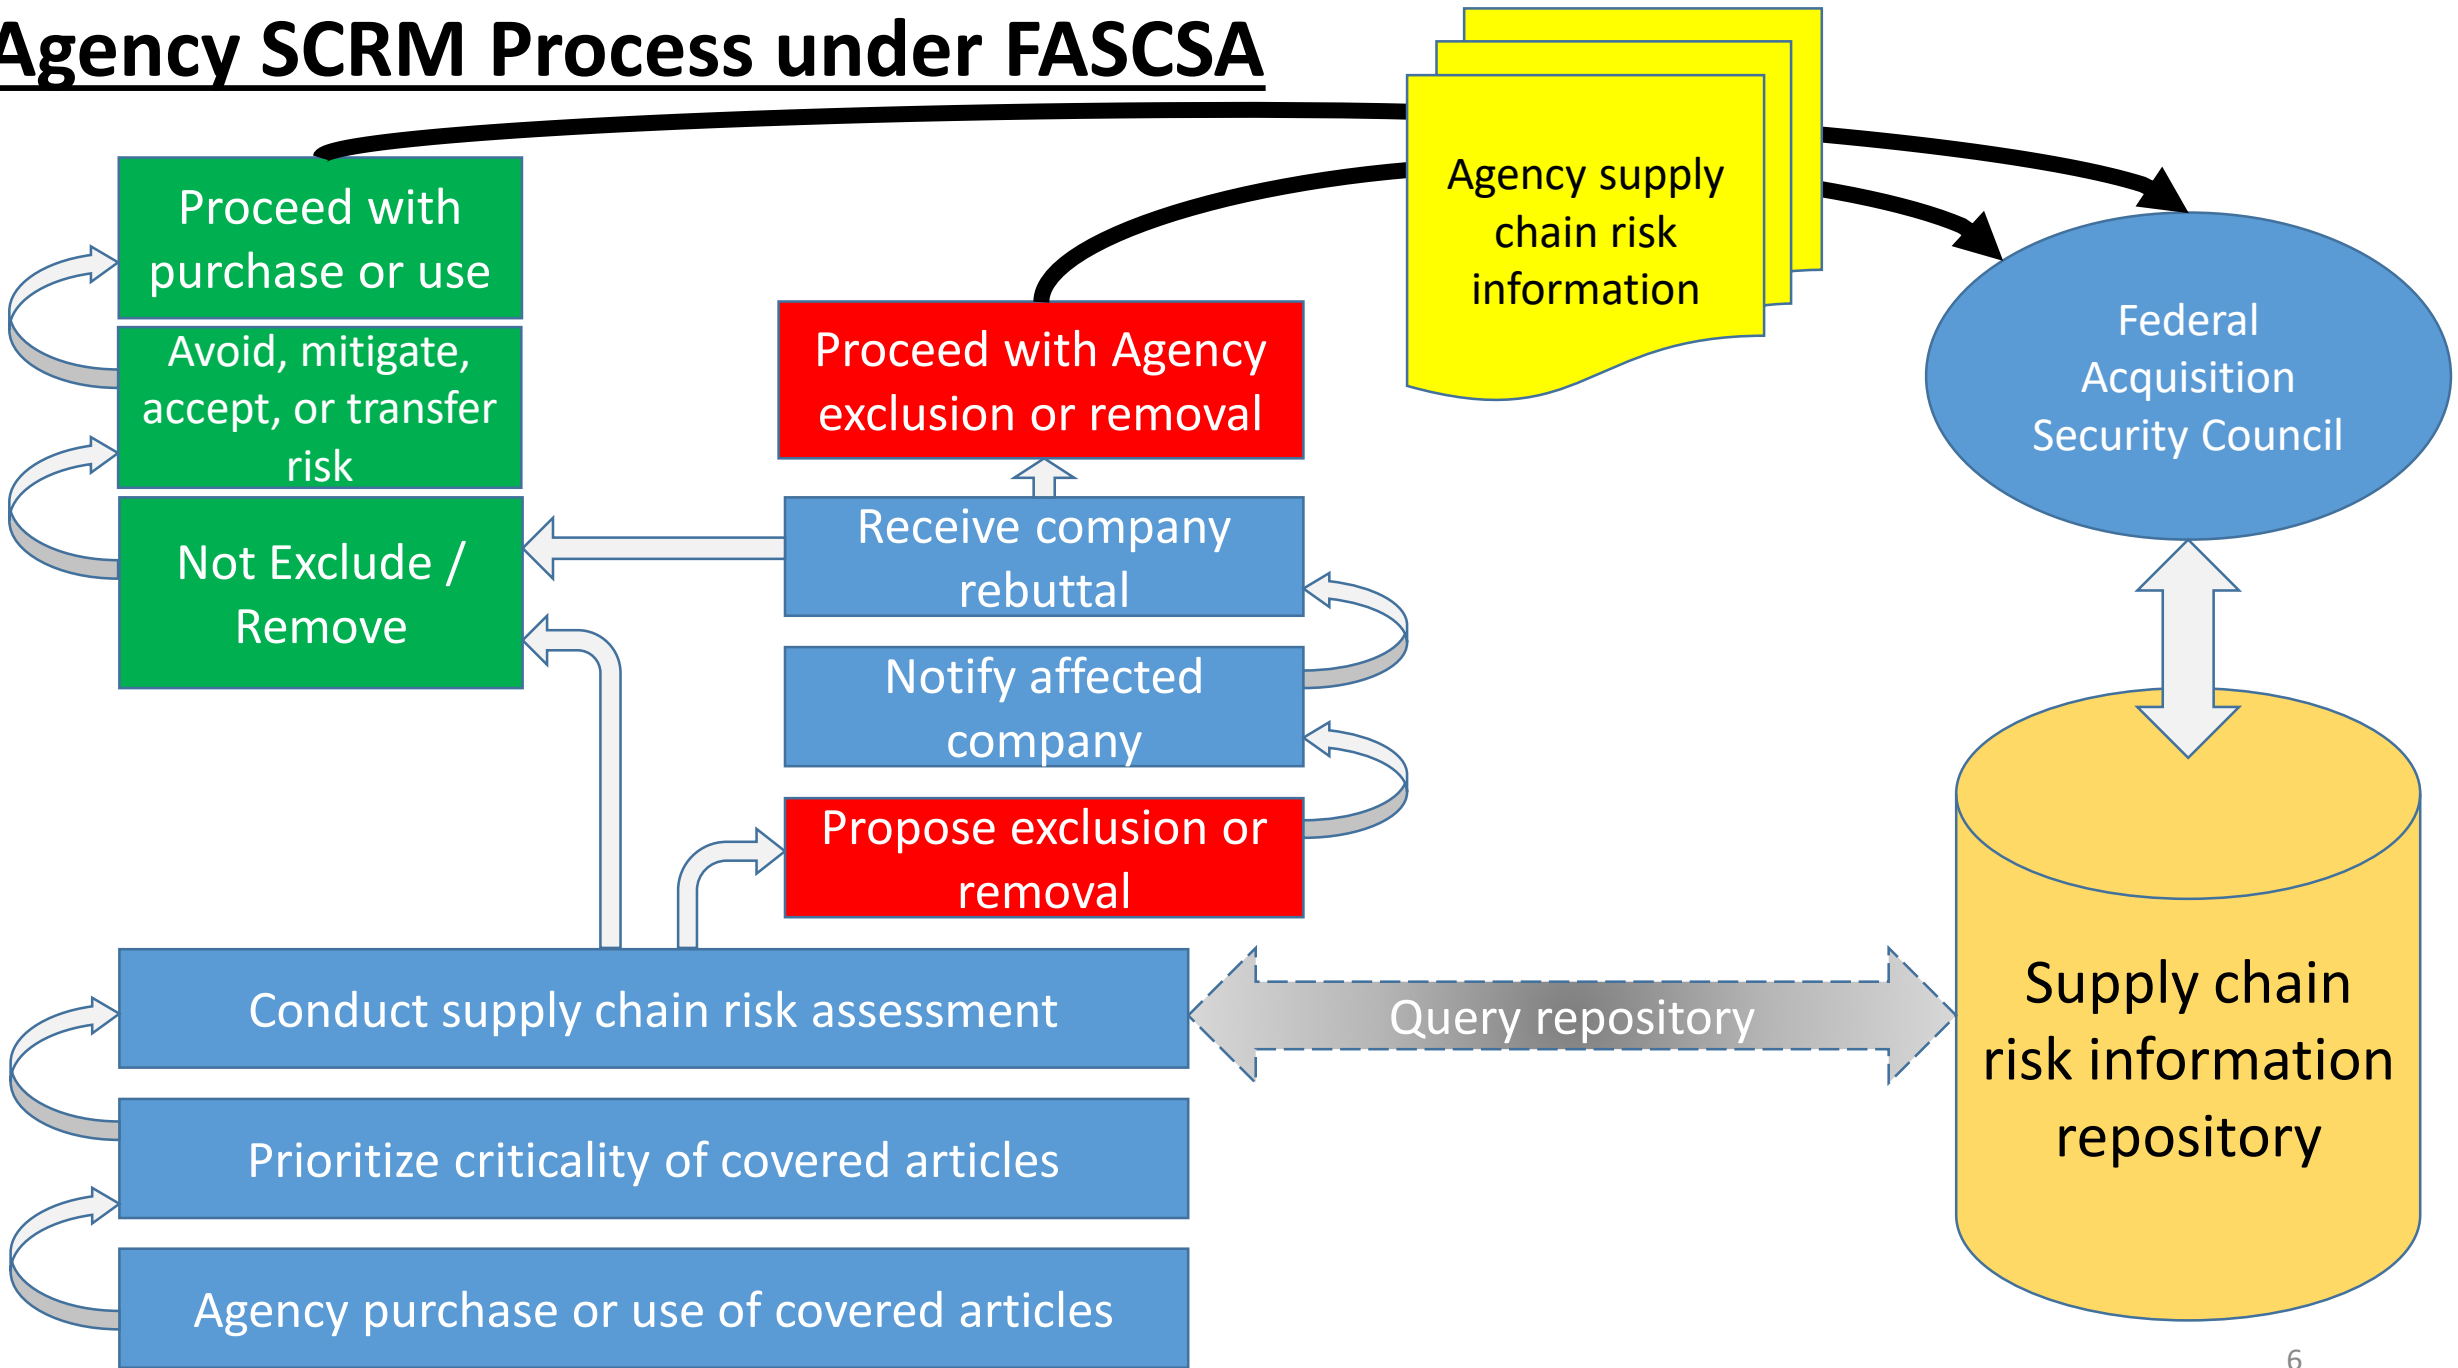 Agency SCRM Process under FASCSA
Proceed with
purchase or use
Avoid, mitigate,
accept, or transfer
risk
Not Exclude /
Remove
Proceed with Agency
exclusion or removal
Receive company
rebuttal
Notify affected
company
Propose exclusion or
removal
Agency supply
chain risk
information
Federal
Acquisition
Security Council
Conduct supply chain risk assessment
Query repository
Supply chain
risk information
repository
Prioritize criticality of covered articles
Agency purchase or use of covered articles
6